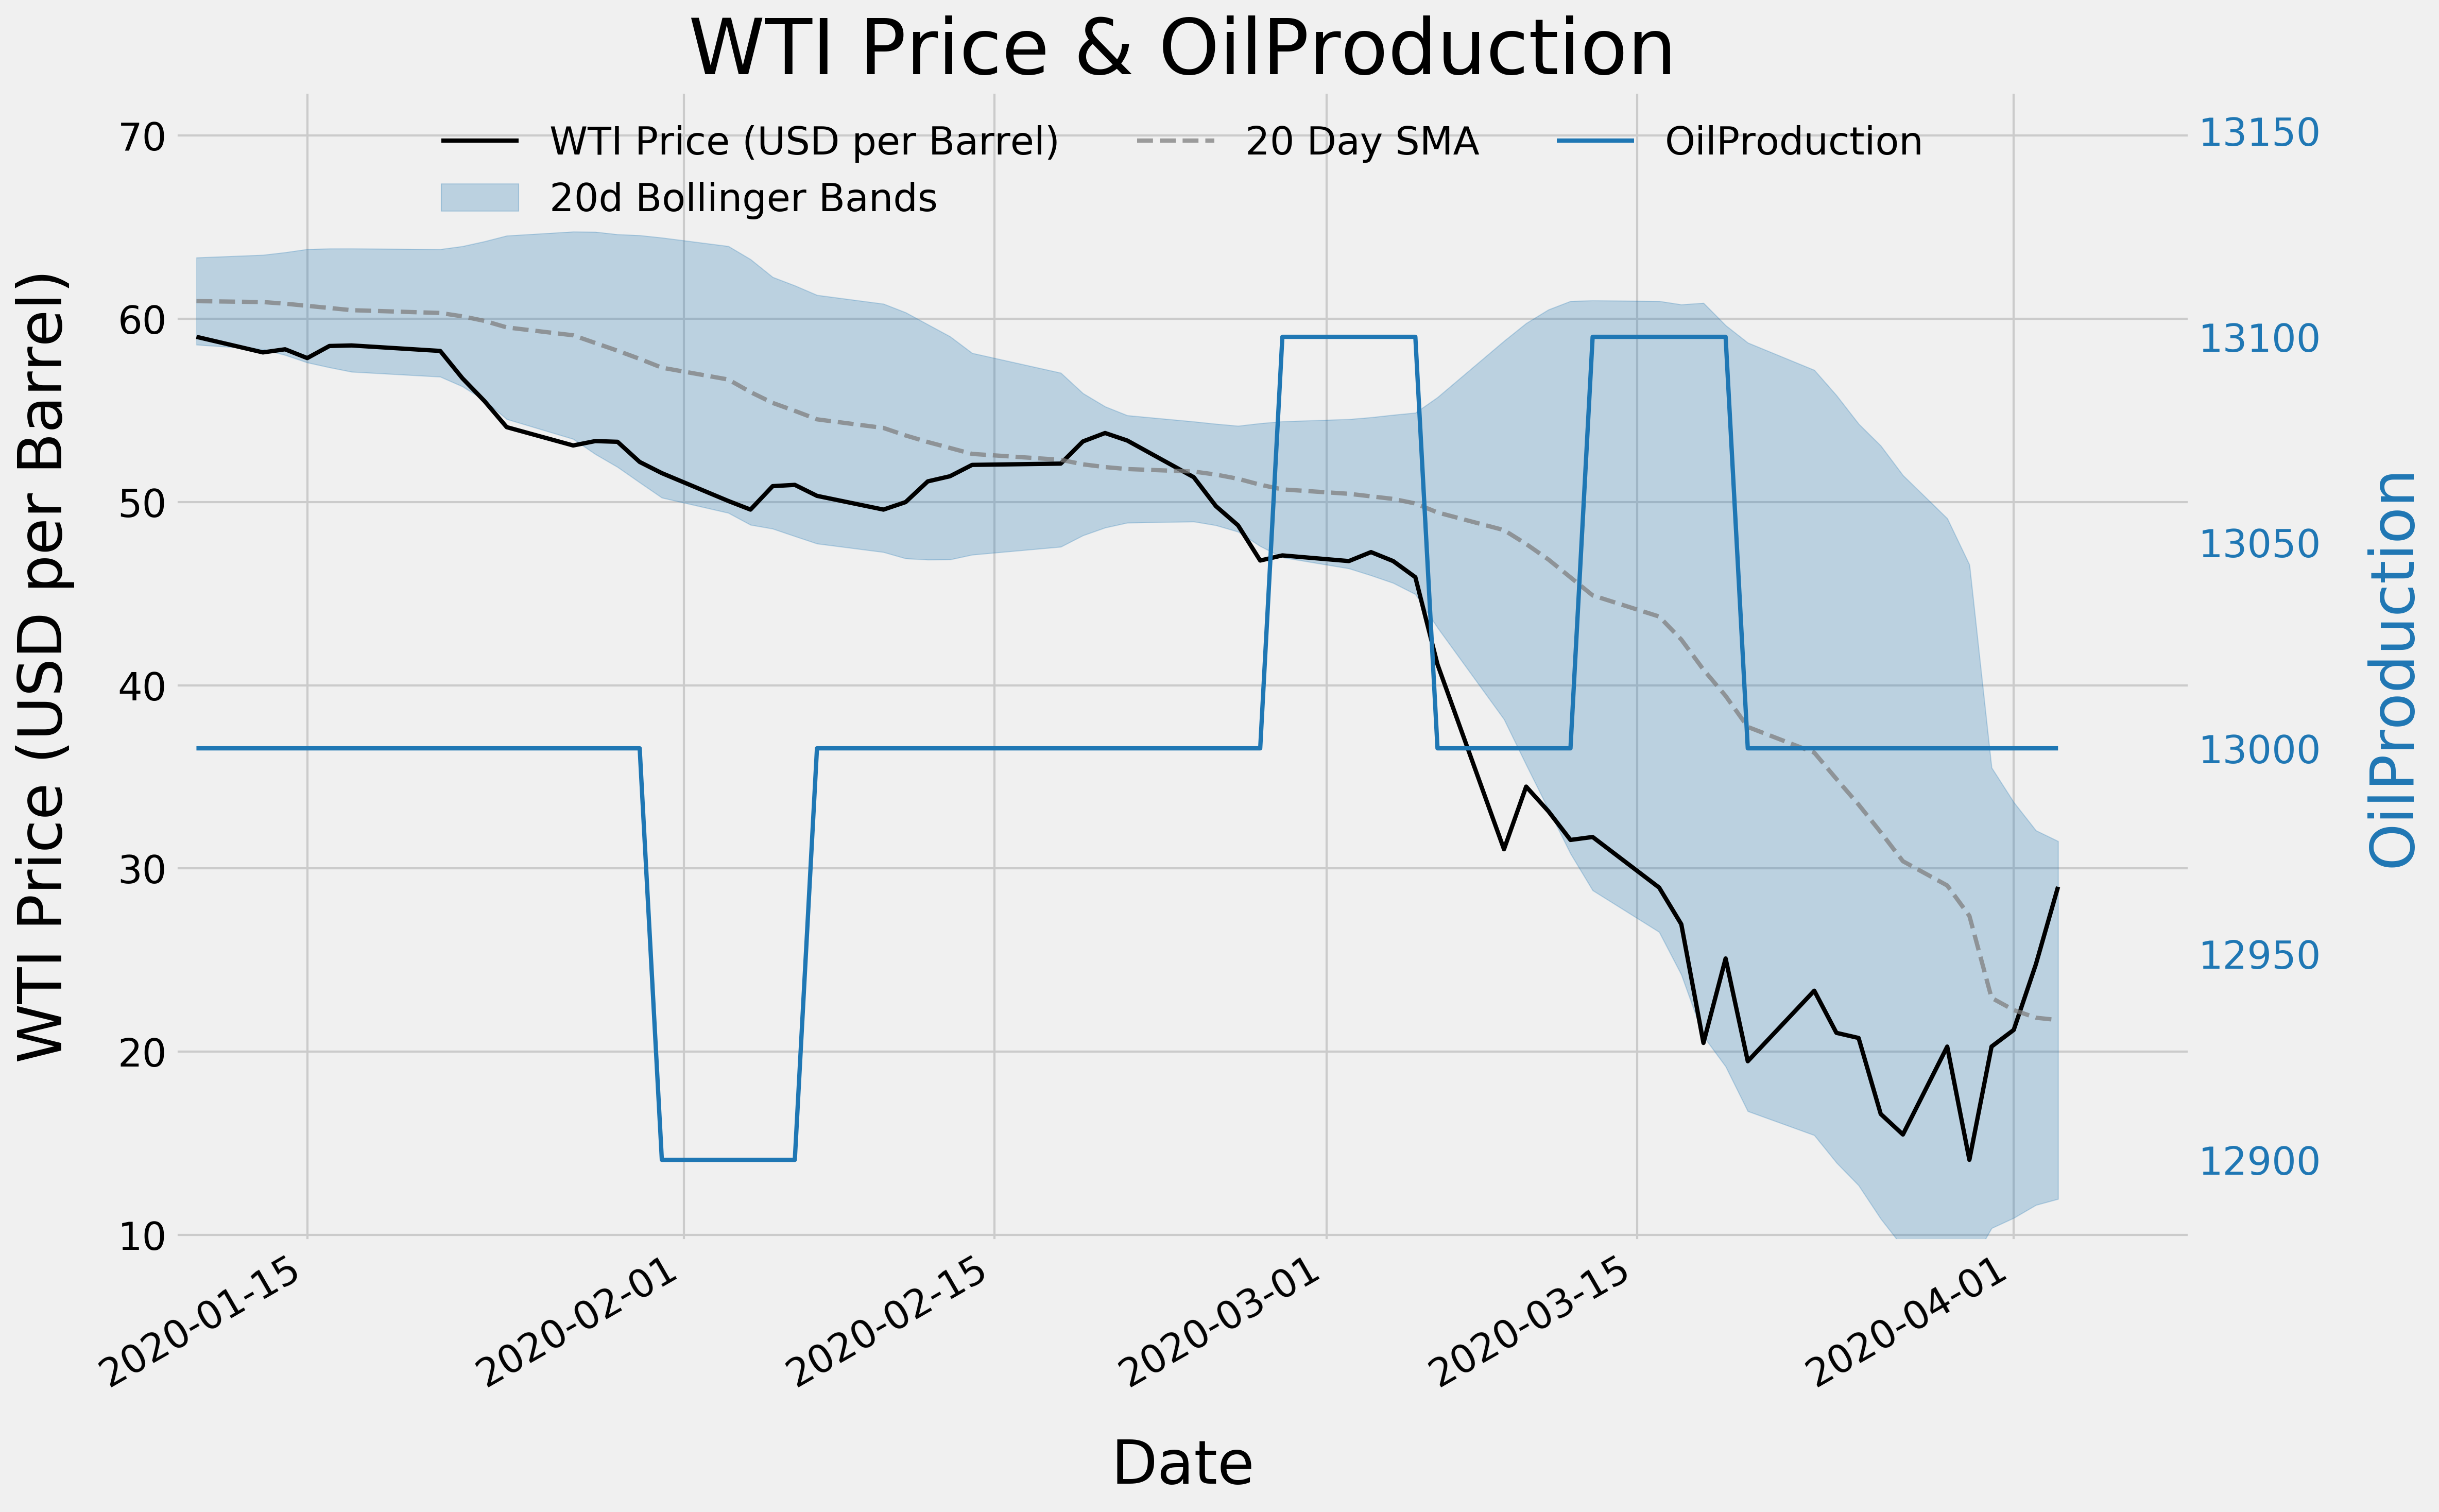 WTI Price & OilProduction
WTI Price (USD per Barrel)
20 Day SMA
OilProduction
20d Bollinger Bands
WTI Price (USD per Barrel)
70
60
50
40
30
20
10
13150
13100
13050
13000
12950
12900
OilProduction
2020-01-15
2020-02-01
2020-02-15
2020-03-01
2020-03-15
2020-04-01
Date